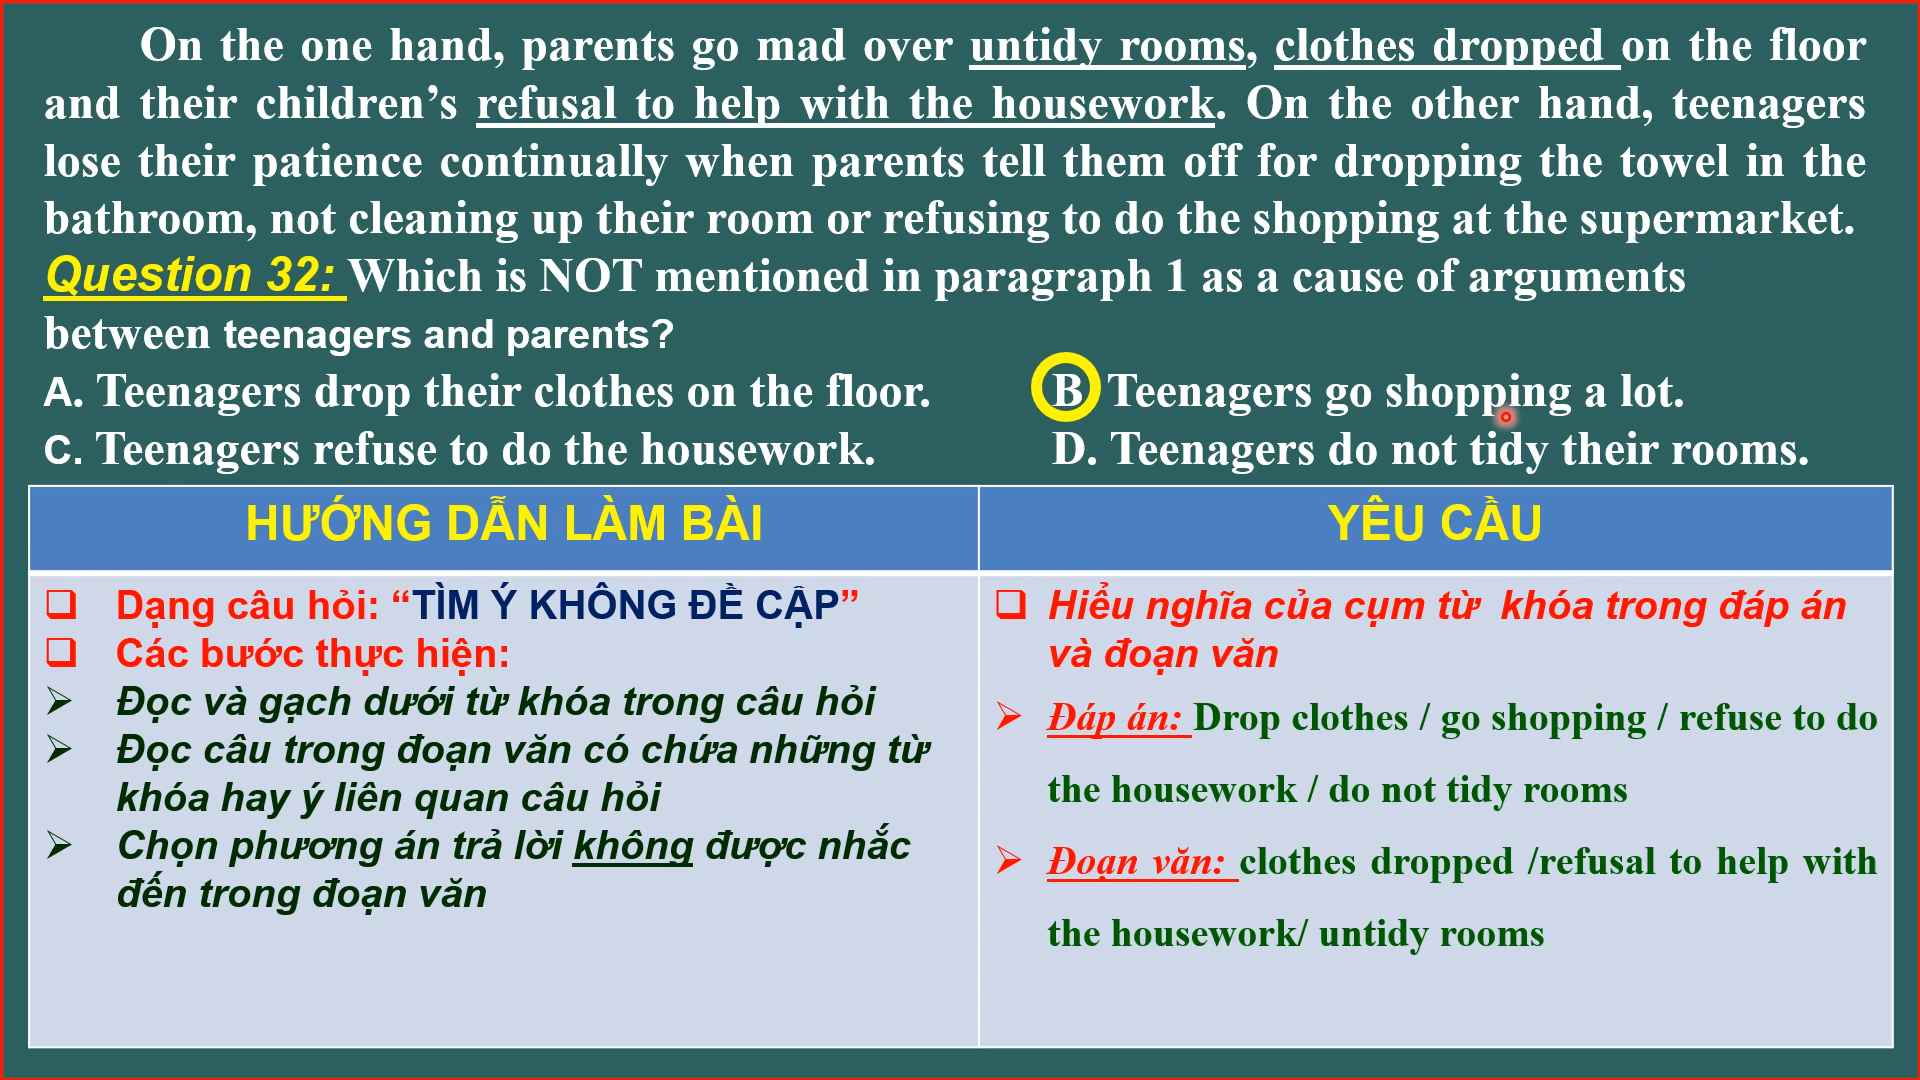 On the one hand, parents go mad over untidy rooms, clothes dropped on the floor
and their children’s refusal to help with the housework. On the other hand, teenagers
lose their patience continually when parents tell them off for dropping the towel in the
bathroom, not cleaning up their room or refusing to do the shopping at the supermarket.
Question 32: Which is NOT mentioned in paragraph 1 as a cause of arguments
between teenagers and parents?
A. Teenagers drop their clothes on the floor. B Teenagers go shopping a lot.
C. Teenagers refuse to do the housework. D. Teenagers do not tidy their rooms.
HƯỚNG DẪN LÀM BÀI
Dạng câu hỏi: “TÌM Ý KHÔNG ĐỀ CẬP”
Các bước thực hiện:
Đọc và gạch dưới từ khóa trong câu hỏi
Đọc câu trong đoạn văn có chứa những từ
khóa hay ý liên quan câu hỏi
Chọn phương án trả lời không được nhắc
đến trong đoạn văn
YÊU CẦU
Hiểu nghĩa của cụm từ khóa trong đáp án
và đoạn văn
Đáp án: Drop clothes / go shopping / refuse to do
the housework / do not tidy rooms
Đoạn văn: clothes dropped /refusal to help with
the housework/ untidy rooms